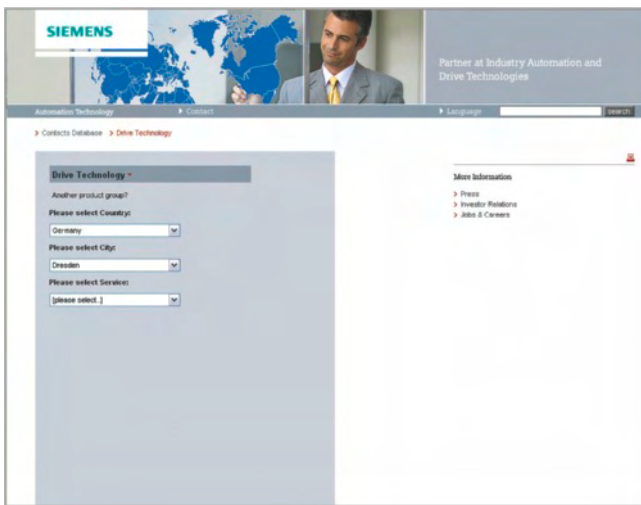 SIEMENS
Partner at Industry Automation and
Drive Technologies
Automation Technology
Contact
Language
search
Contacts Database
Drive Technology
Drive Technology
Another product group?
Please select Country:
Germany
Please select City:
Dresden
Please select Service:
[please select..]
More Information
Press
Investor Relations
Jobs & Careers